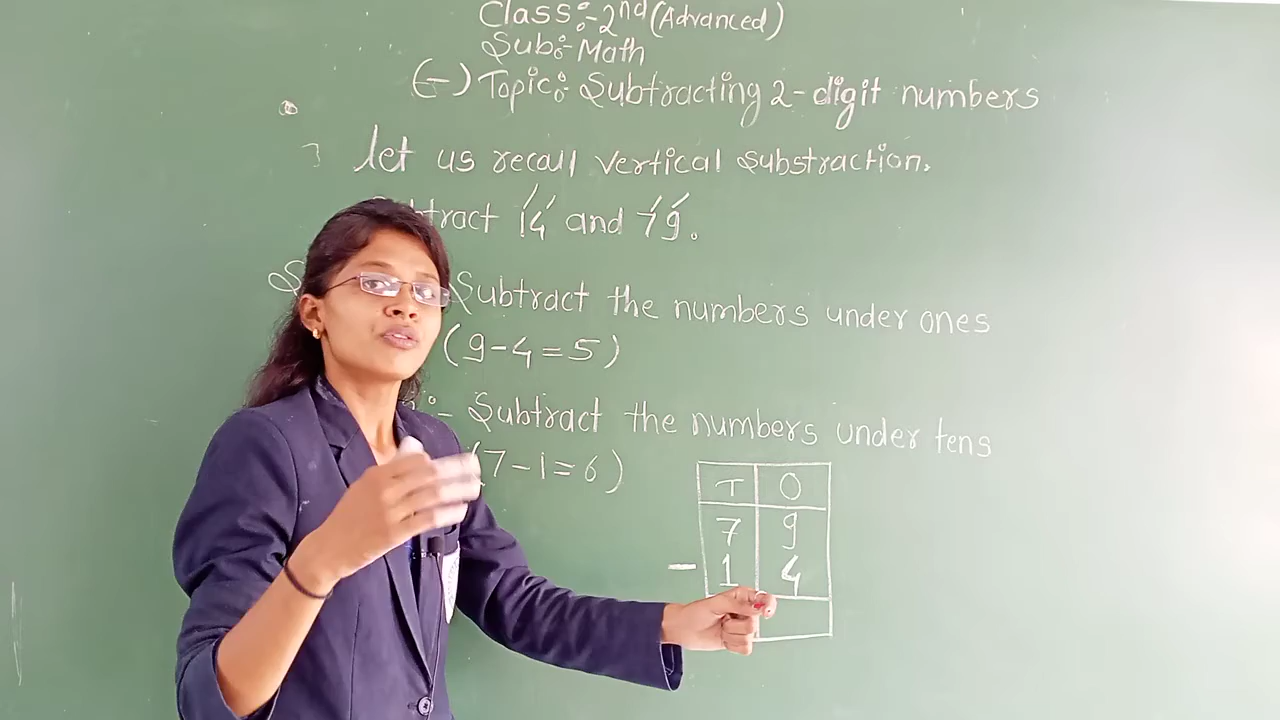 Class:-2nd (Advanced)
Sub:- Math
(-) Topic: Subtracting 2-digit numbers
let us recall vertical substraction.
14 and 79.
Subtract the numbers under ones
(9-4=5)
:- Subtract the numbers under tens
(7-1=6)
T O
7 9
- 1 4